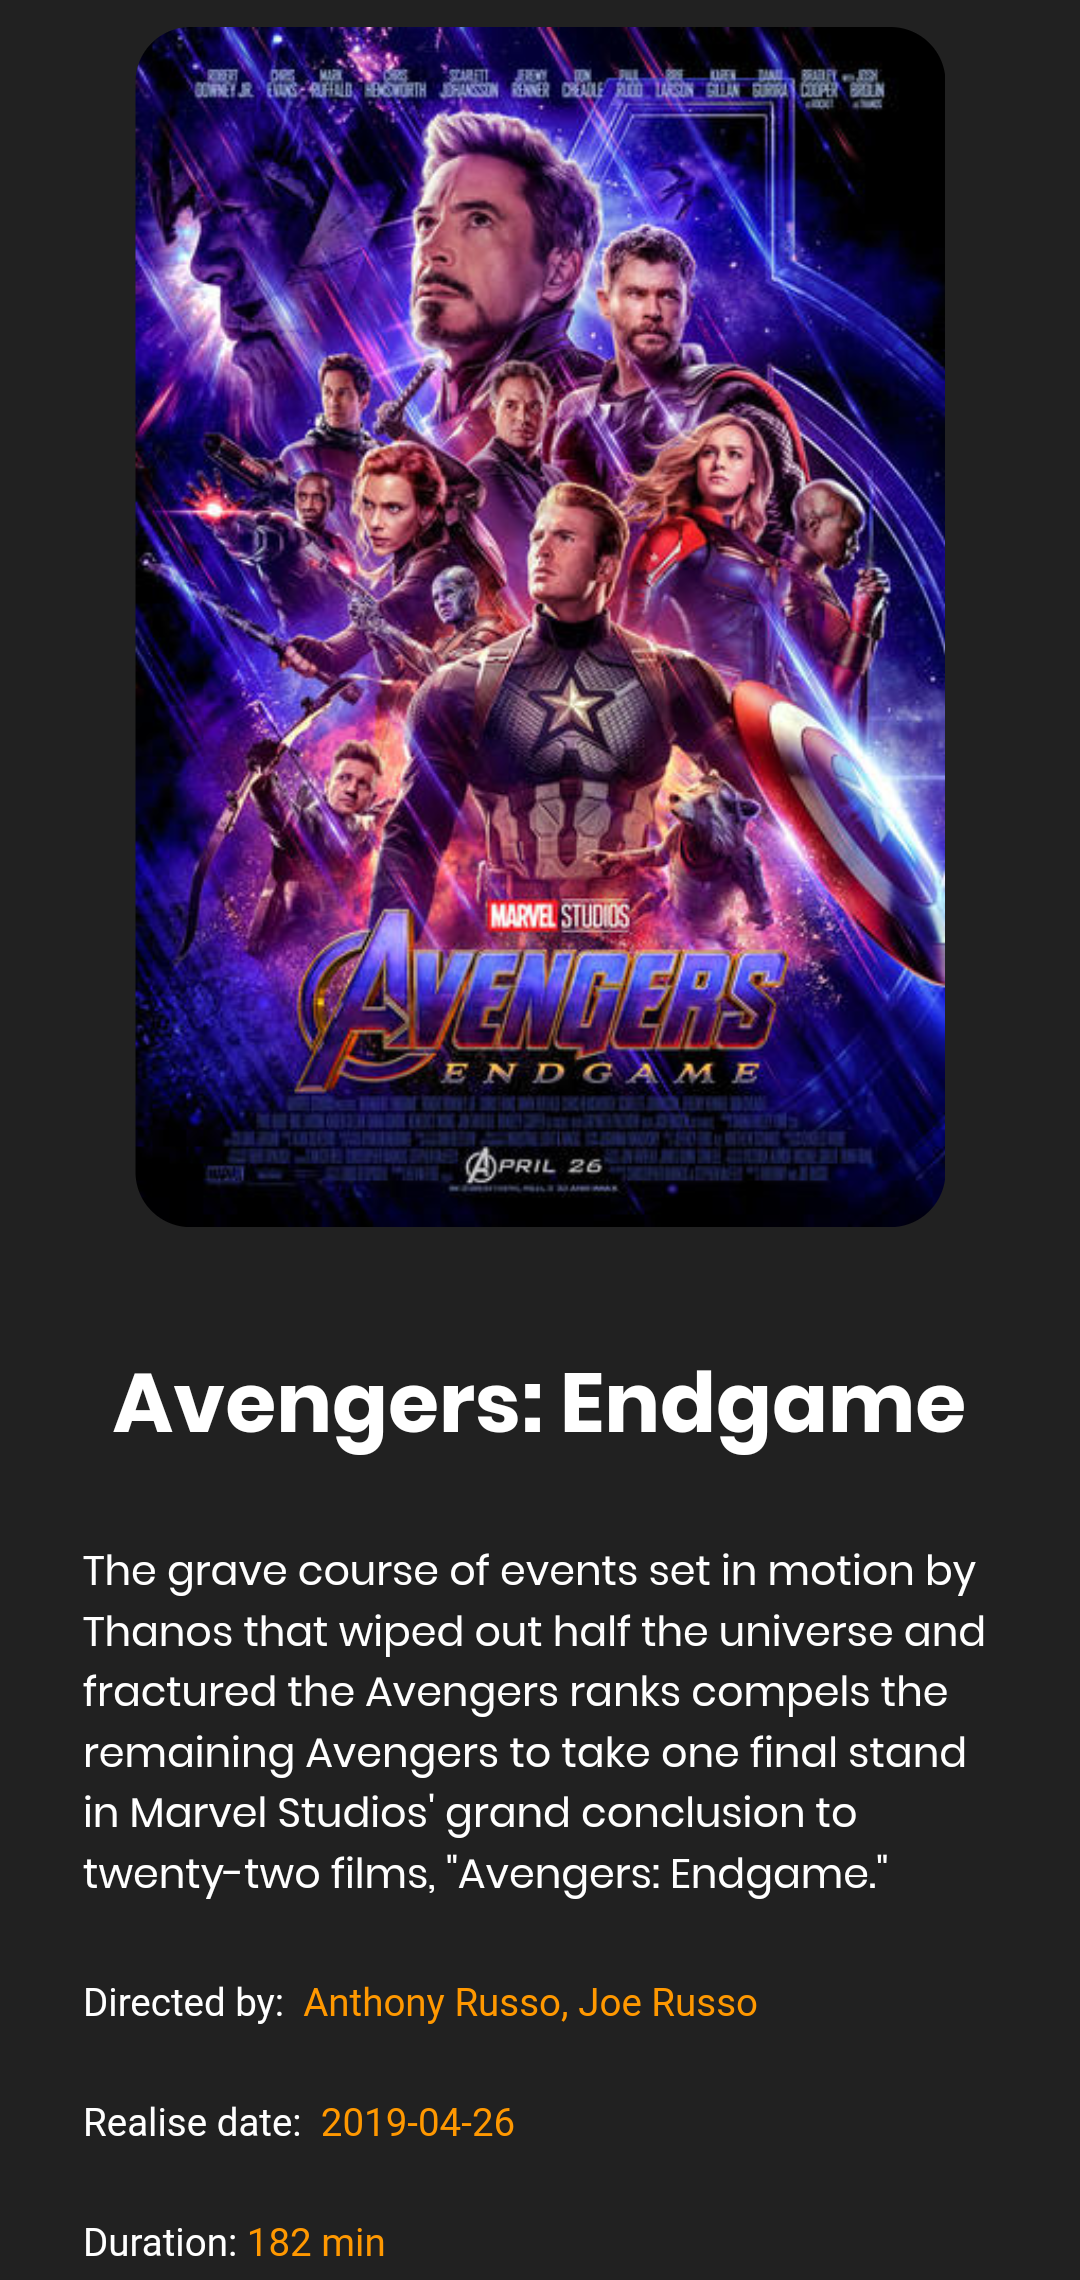 ROBERT DOWNEY JR. CHRIS EVANS MARK RUFFALO CHRIS HEMSWORTH SCARLETT JOHANSSON JEREMY RENNER DON CHEADLE PAUL RUDD BRIE LARSON KAREN GILLAN DANAI GURIRA BRADLEY COOPER AS ROCKET WITH JOSH BROLIN AS THANOS
MARVEL STUDIOS
AVENGERS
ENDGAME
APRIL 26
Avengers: Endgame
The grave course of events set in motion by
Thanos that wiped out half the universe and
fractured the Avengers ranks compels the
remaining Avengers to take one final stand
in Marvel Studios' grand conclusion to
twenty-two films, "Avengers: Endgame."
Directed by: Anthony Russo, Joe Russo
Realise date: 2019-04-26
Duration: 182 min